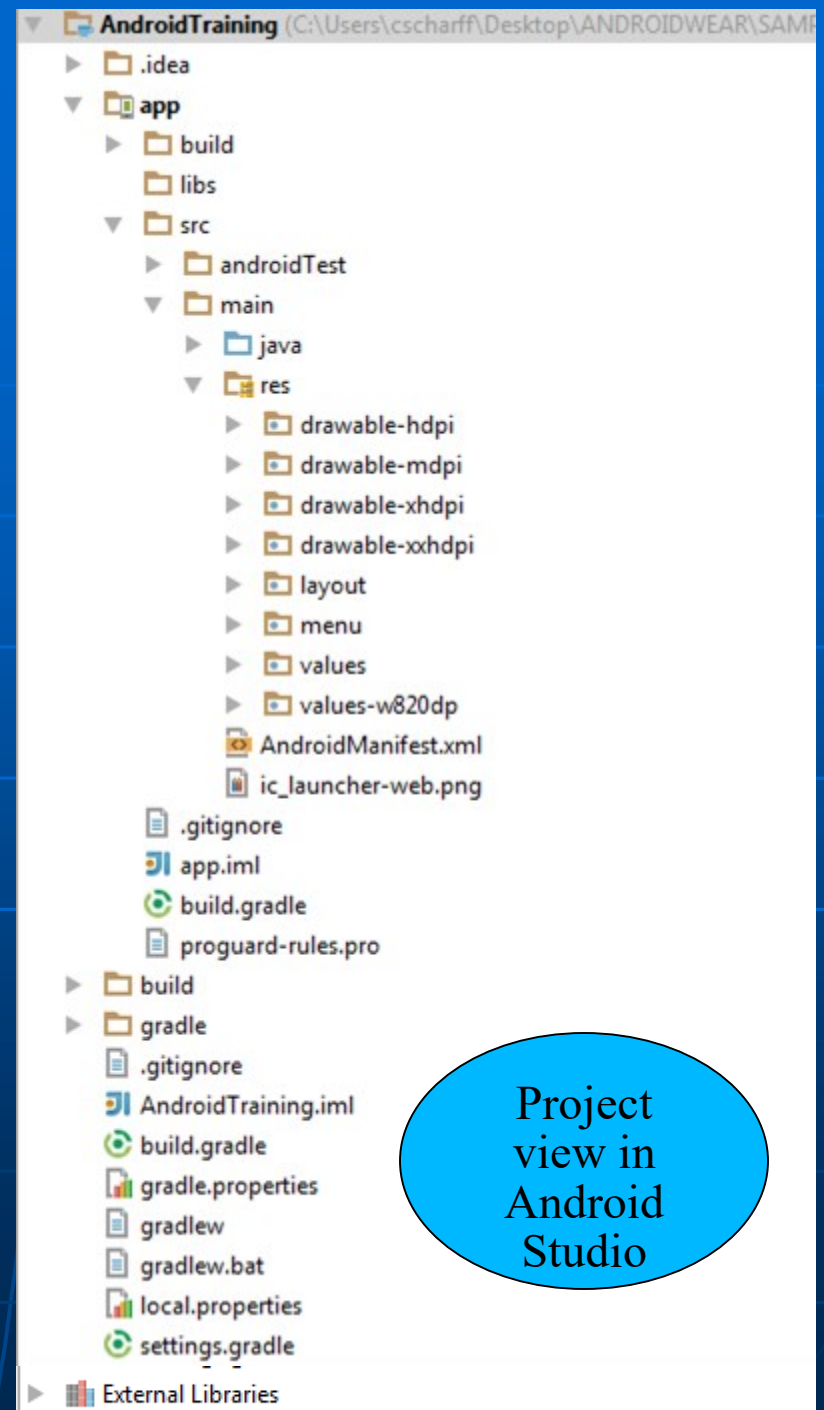 AndroidTraining (C:\Users\cscharff\Desktop\ANDROIDWEAR\SAMP
.idea
app
build
libs
src
androidTest
main
java
res
drawable-hdpi
drawable-mdpi
drawable-xhdpi
drawable-xxhdpi
layout
menu
values
values-w820dp
AndroidManifest.xml
ic_launcher-web.png
.gitignore
app.iml
build.gradle
proguard-rules.pro
build
gradle
.gitignore
AndroidTraining.iml
build.gradle
gradle.properties
gradlew
gradlew.bat
local.properties
settings.gradle
External Libraries
Project
view in
Android
Studio